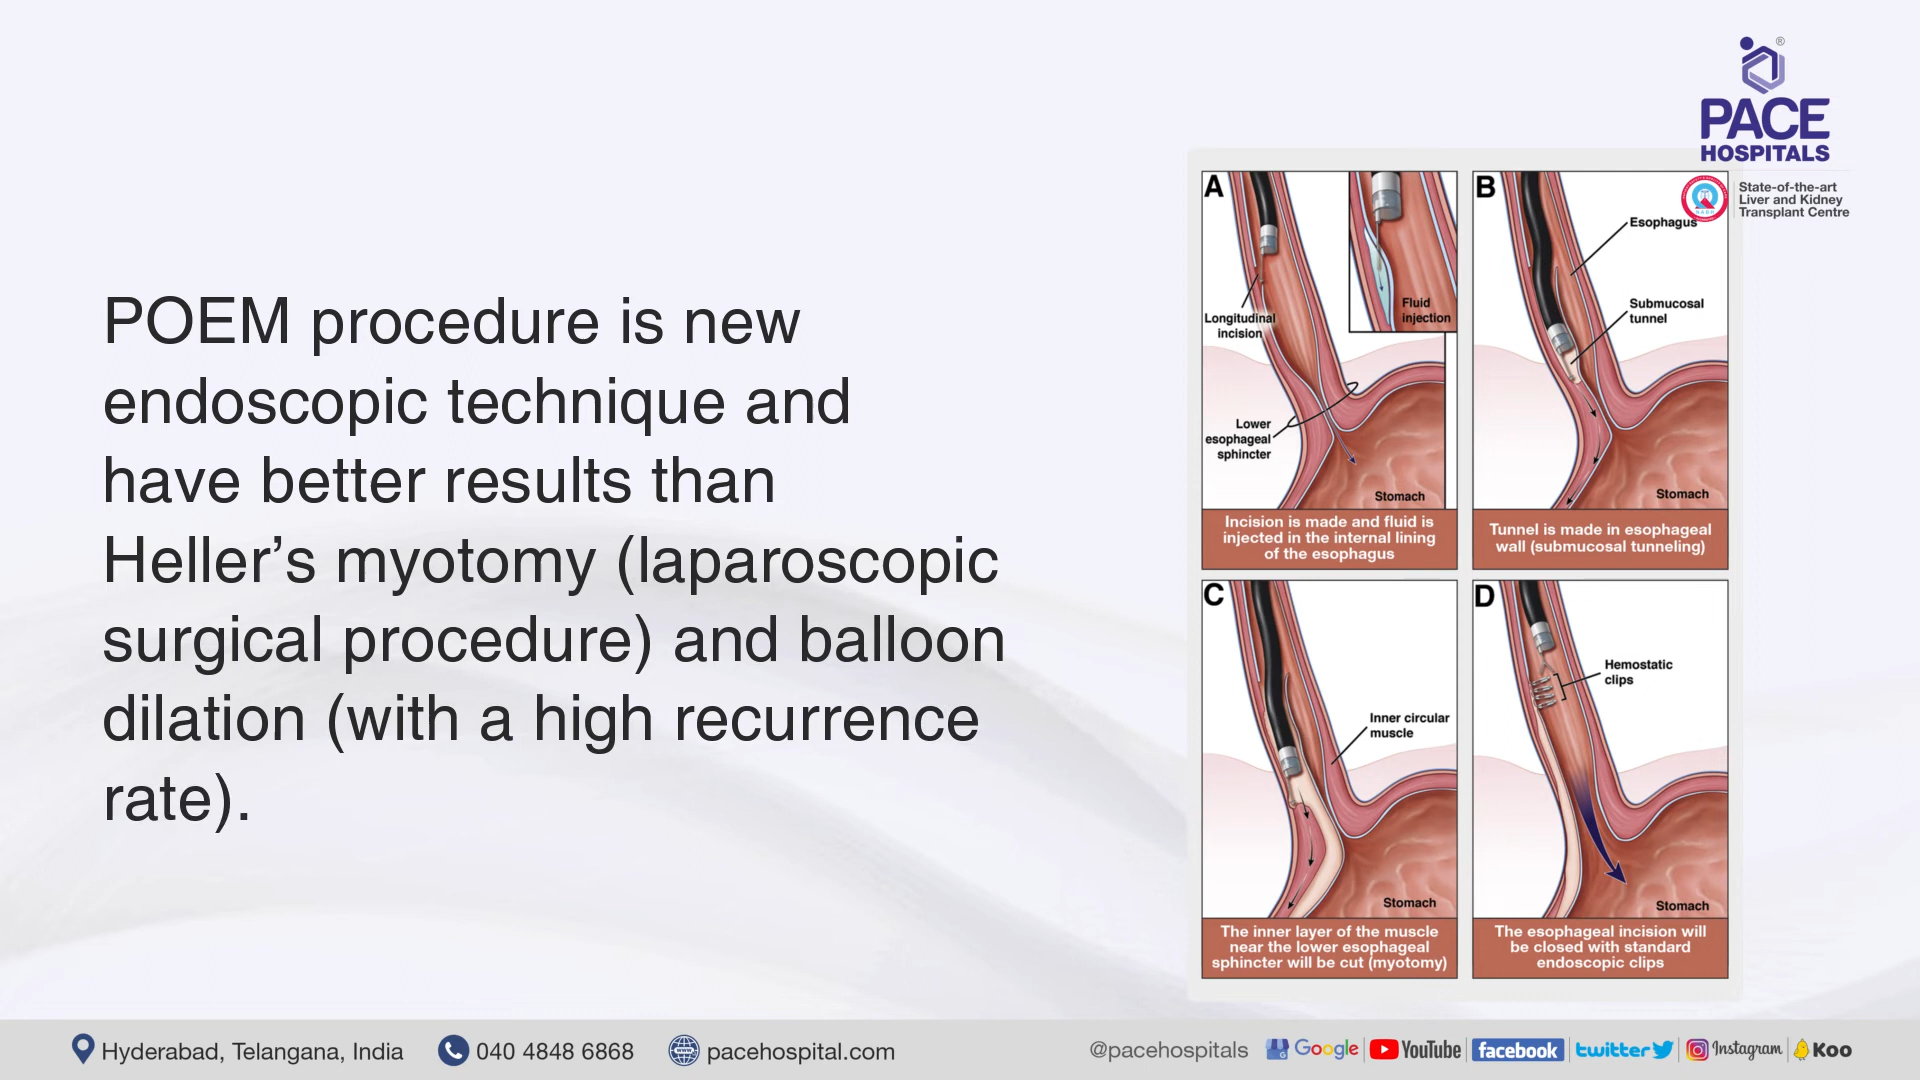 PACE
HOSPITALS
®
State-of-the-art
Liver and Kidney
Transplant Centre
POEM procedure is new
endoscopic technique and
have better results than
Heller’s myotomy (laparoscopic
surgical procedure) and balloon
dilation (with a high recurrence
rate).
A
Longitudinal
incision
Fluid
injection
Lower
esophageal
sphincter
Stomach
Incision is made and fluid is
injected in the internal lining
of the esophagus
B
Esophagus
Submucosal
tunnel
Stomach
Tunnel is made in esophageal
wall (submucosal tunneling)
C
Inner circular
muscle
Stomach
The inner layer of the muscle
near the lower esophageal
sphincter will be cut (myotomy)
D
Hemostatic
clips
Stomach
The esophageal incision will
be closed with standard
endoscopic clips
Hyderabad, Telangana, India
040 4848 6868
pacehospital.com
@pacehospitals
Google
YouTube
facebook
twitter
Instagram
Koo